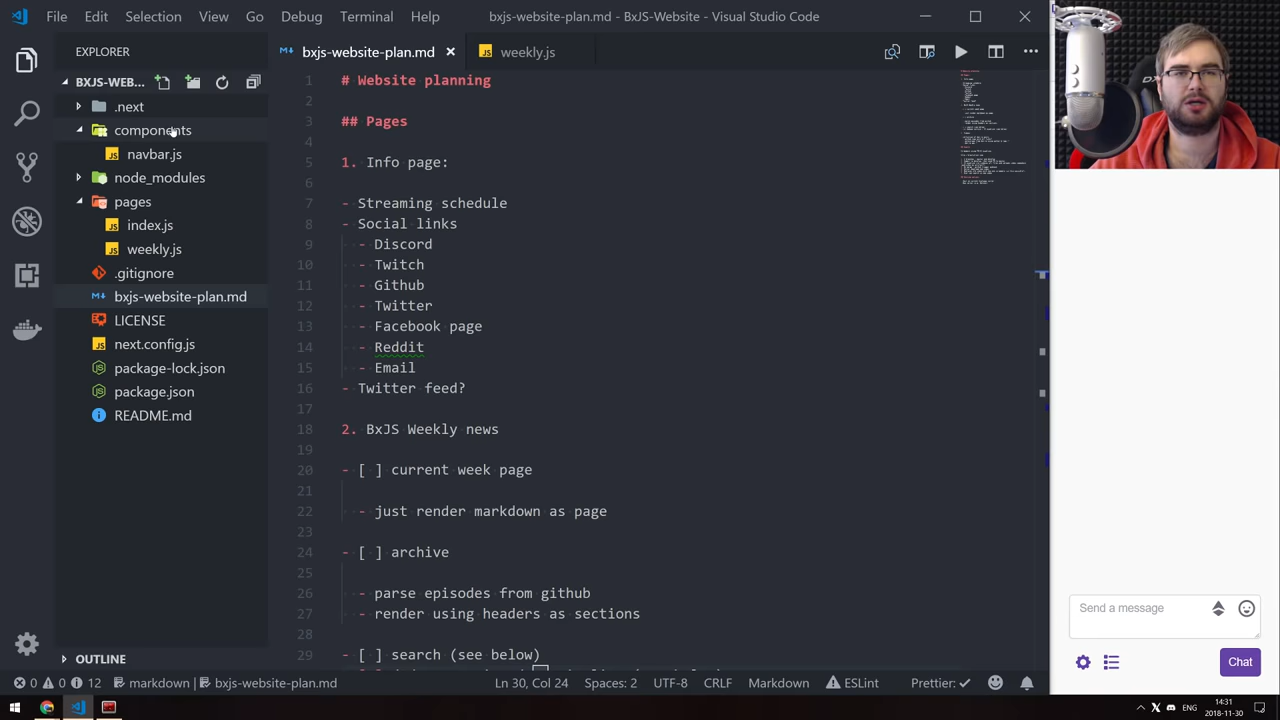 File Edit Selection View Go Debug Terminal Help bxjs-website-plan.md - BxJS-Website - Visual Studio Code
EXPLORER
BXJS-WEB...
.next
components
navbar.js
node_modules
pages
index.js
weekly.js
.gitignore
bxjs-website-plan.md
LICENSE
next.config.js
package-lock.json
package.json
README.md
OUTLINE
bxjs-website-plan.md weekly.js
1 # Website planning
2
3 ## Pages
4
5 1. Info page:
6
7 - Streaming schedule
8 - Social links
9 - Discord
10 - Twitch
11 - Github
12 - Twitter
13 - Facebook page
14 - Reddit
15 - Email
16 - Twitter feed?
17
18 2. BxJS Weekly news
19
20 - [ ] current week page
21
22 - just render markdown as page
23
24 - [ ] archive
25
26 - parse episodes from github
27 - render using headers as sections
28
29 - [ ] search (see below)
Send a message
Chat
0 0 12 markdown bxjs-website-plan.md Ln 30, Col 24 Spaces: 2 UTF-8 CRLF Markdown ESLint Prettier: ✓
ENG
14:31
2018-11-30